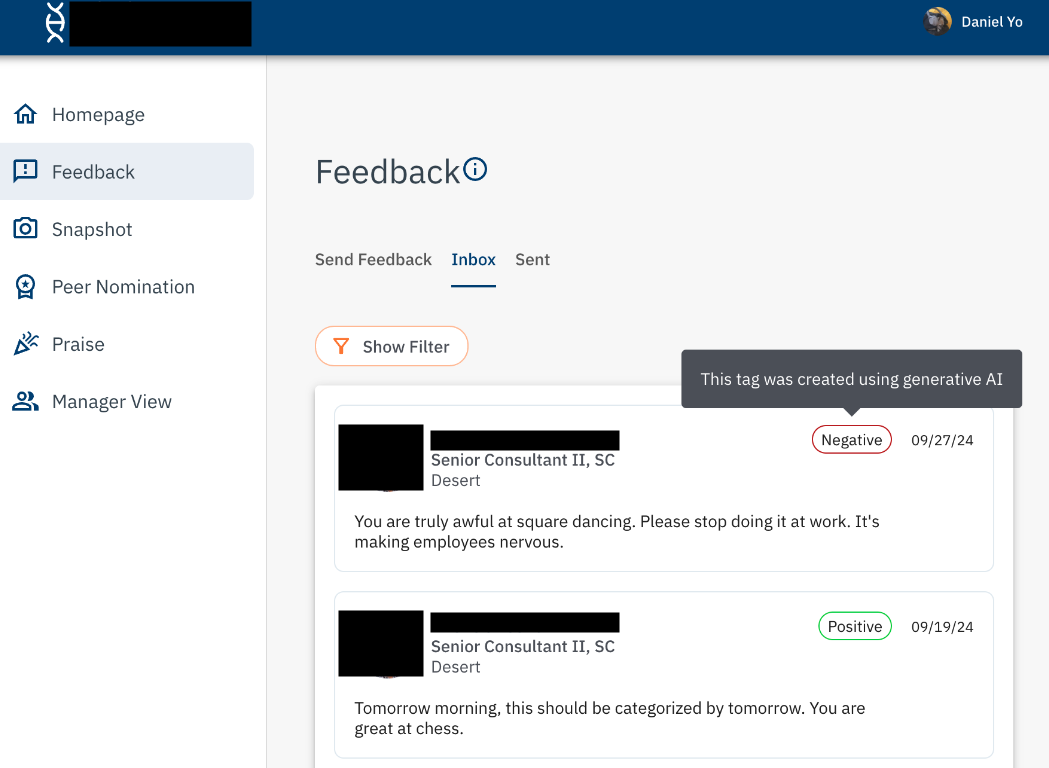 Daniel Yo
Homepage
Feedback
Snapshot
Peer Nomination
Praise
Manager View
Feedback
Send Feedback
Inbox
Sent
Show Filter
This tag was created using generative AI
Negative
09/27/24
Senior Consultant II, SC
Desert
You are truly awful at square dancing. Please stop doing it at work. It's
making employees nervous.
Positive
09/19/24
Senior Consultant II, SC
Desert
Tomorrow morning, this should be categorized by tomorrow. You are
great at chess.